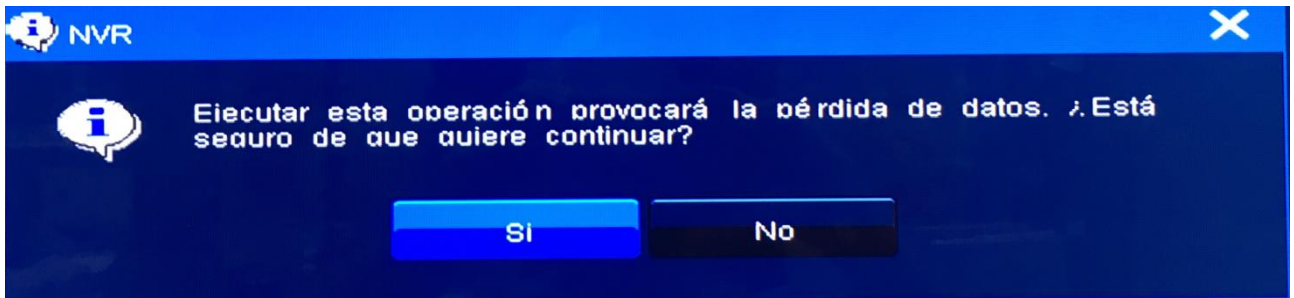 NVR
Ejecutar esta operación provocará la pérdida de datos. ¿Está
seguro de que quiere continuar?
Si
No